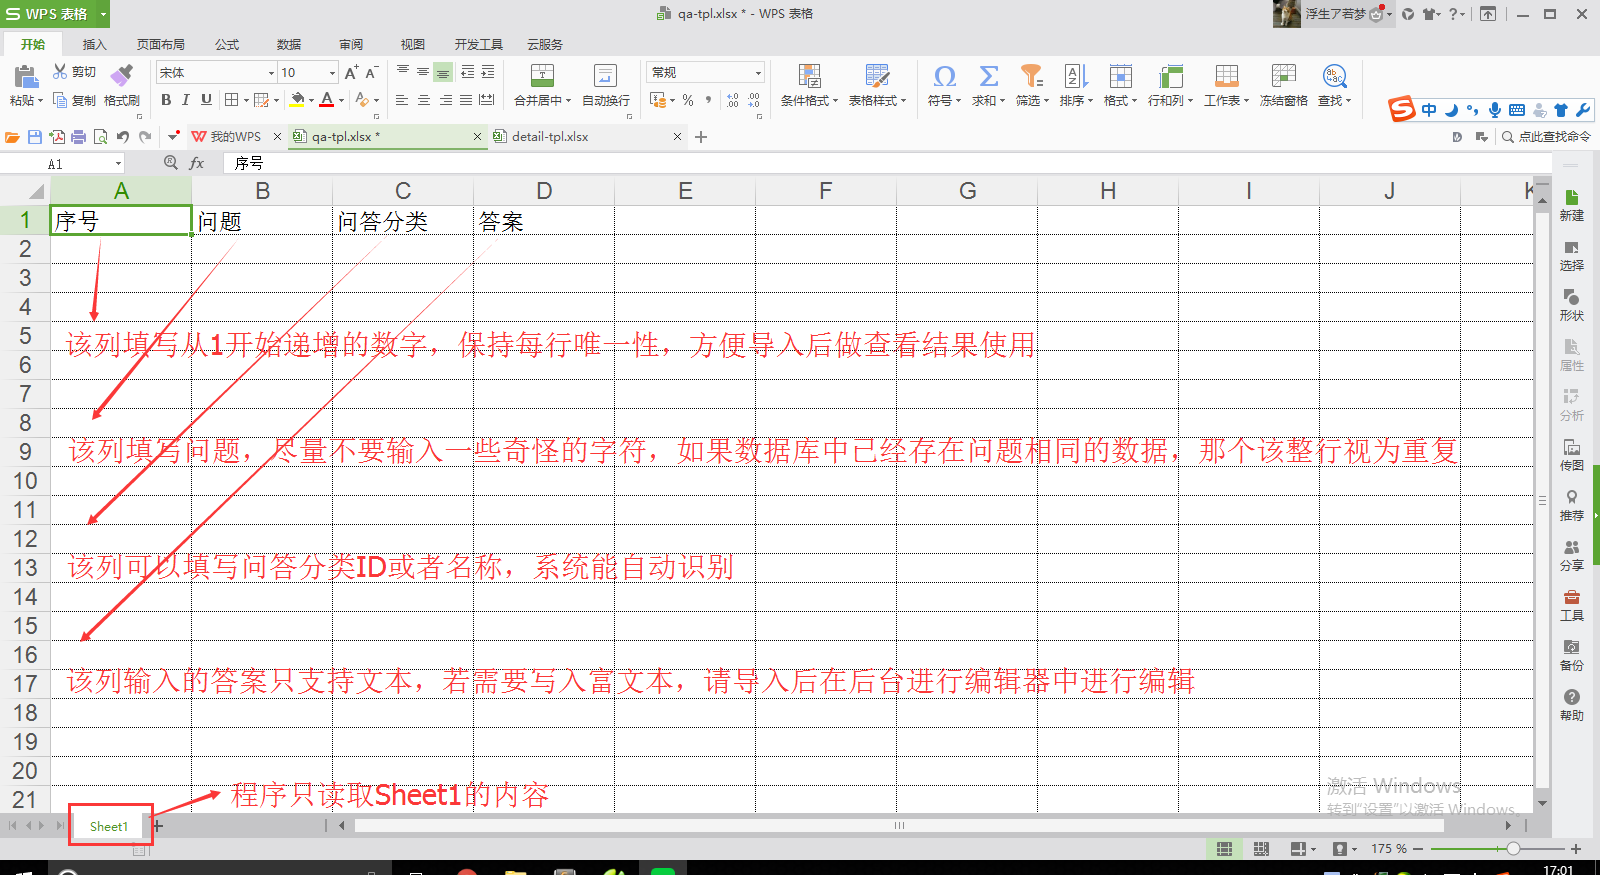 S WPS 表格
qa-tpl.xlsx * - WPS 表格
浮生ア若梦
开始 插入 页面布局 公式 数据 审阅 视图 开发工具 云服务
粘贴 剪切 复制 格式刷
宋体 10
B I U A
合并居中 自动换行
常规
条件格式 表格样式 符号 求和 筛选 排序 格式 行和列 工作表 冻结窗格 查找
中
我的WPS qa-tpl.xlsx * detail-tpl.xlsx
点此查找命令
A1 fx 序号
A B C D E F G H I J K
1 序号 问题 问答分类 答案
2
3
4
5
该列填写从1开始递增的数字，保持每行唯一性，方便导入后做查看结果使用
6
7
8
9
该列填写问题，尽量不要输入一些奇怪的字符，如果数据库中已经存在问题相同的数据，那个该整行视为重复
10
11
12
13
该列可以填写问答分类ID或者名称，系统能自动识别
14
15
16
17
该列输入的答案只支持文本，若需要写入富文本，请导入后在后台进行编辑器中进行编辑
18
19
20
21
程序只读取Sheet1的内容
Sheet1
新建
选择
形状
属性
分析
传图
推荐
分享
工具
备份
帮助
激活 Windows
转到"设置"以激活 Windows。
175 %
17:01